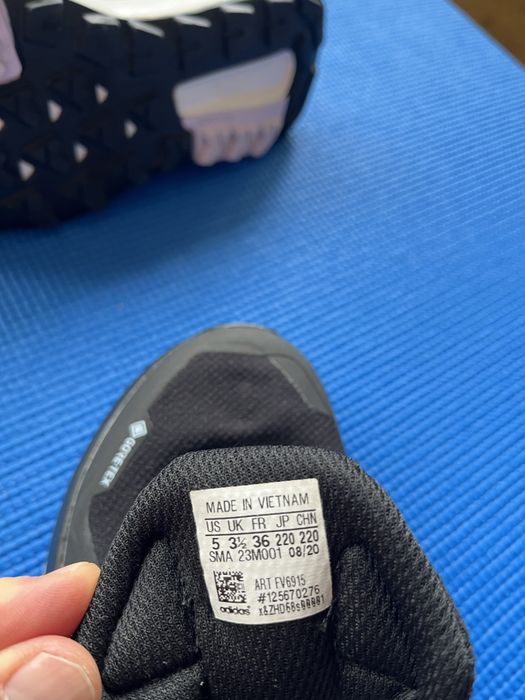 GORE-TEX
MADE IN VIETNAM
US UK FR JP CHN
5 3½ 36 220 220
SMA 23M001 08/20
ART EV6915
#125670276
adidas